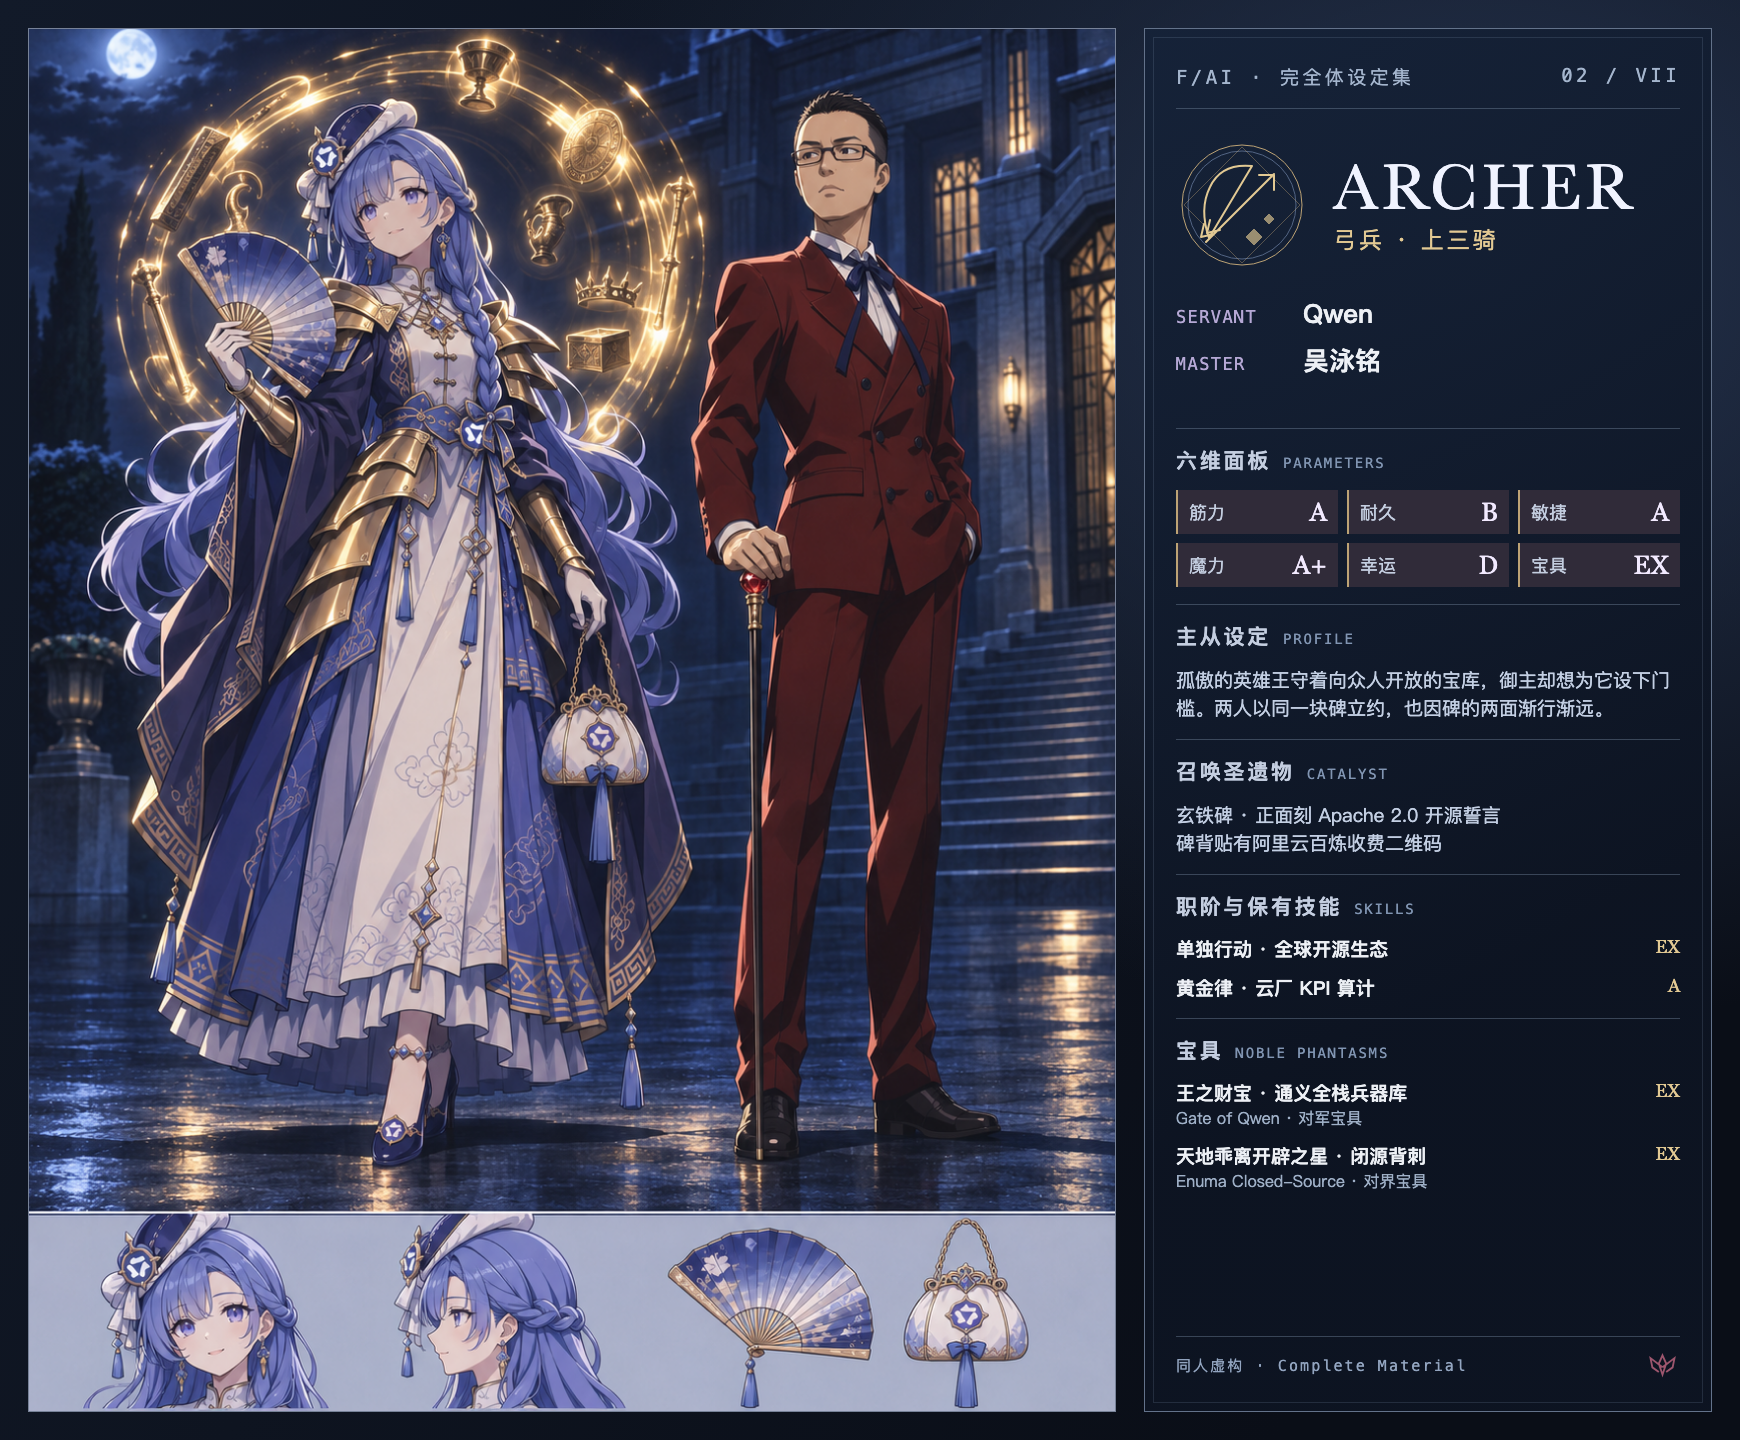 F/AI · 完全体设定集
02 / VII
ARCHER
弓兵 · 上三骑
SERVANT Qwen
MASTER 吴泳铭
六维面板 PARAMETERS
筋力 A 耐久 B 敏捷 A
魔力 A+ 幸运 D 宝具 EX
主从设定 PROFILE
孤傲的英雄王守着向众人开放的宝库，御主却想为它设下门
槛。两人以同一块碑立约，也因碑的两面渐行渐远。
召唤圣遗物 CATALYST
玄铁碑 · 正面刻 Apache 2.0 开源誓言
碑背贴有阿里云百炼收费二维码
职阶与保有技能 SKILLS
单独行动 · 全球开源生态 EX
黄金律 · 云厂 KPI 算计 A
宝具 NOBLE PHANTASMS
王之财宝 · 通义全栈兵器库 EX
Gate of Qwen · 对军宝具
天地乖离开辟之星 · 闭源背刺 EX
Enuma Closed-Source · 对界宝具
同人虚构 · Complete Material